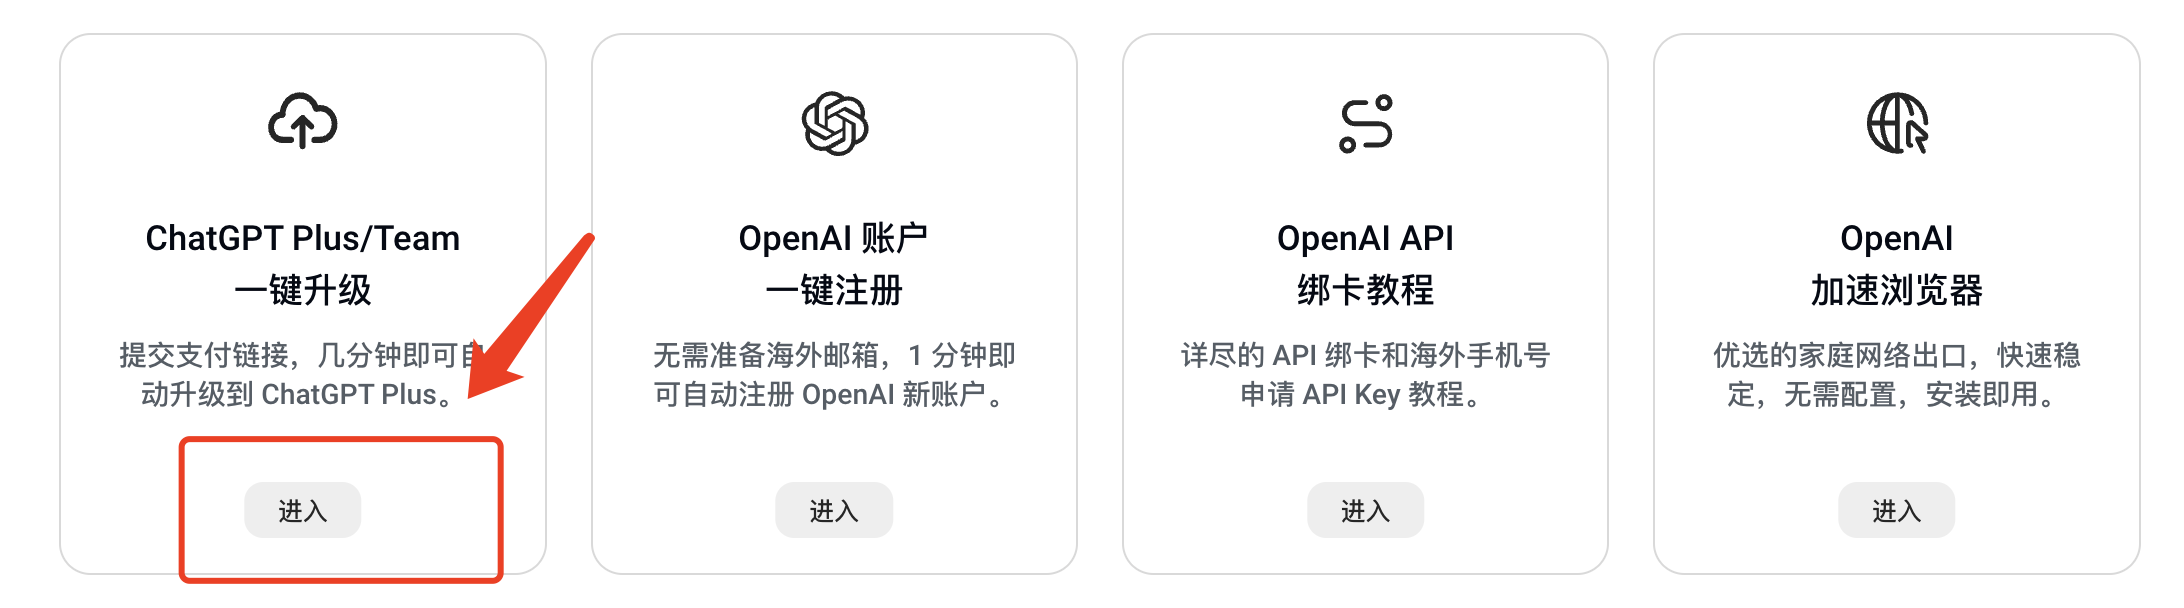 ChatGPT Plus/Team
一键升级
提交支付链接，几分钟即可自
动升级到 ChatGPT Plus。
进入
OpenAI 账户
一键注册
无需准备海外邮箱，1 分钟即
可自动注册 OpenAI 新账户。
进入
OpenAI API
绑卡教程
详尽的 API 绑卡和海外手机号
申请 API Key 教程。
进入
OpenAI
加速浏览器
优选的家庭网络出口，快速稳
定，无需配置，安装即用。
进入